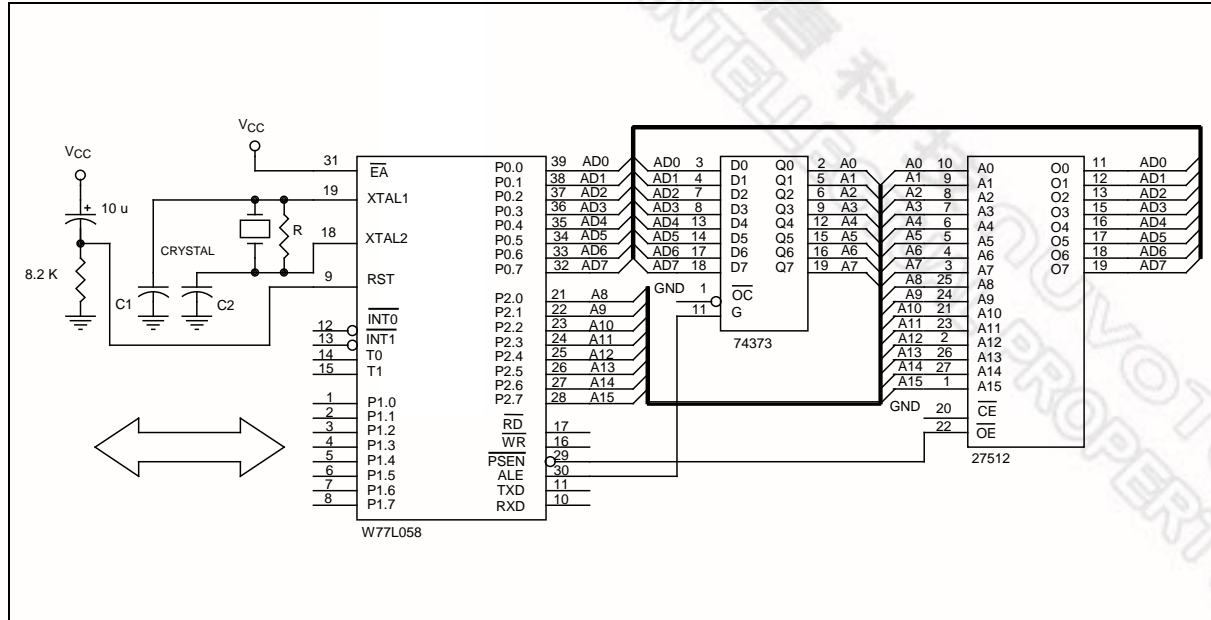 VCC
VCC
10 u
+
8.2 K
CRYSTAL
R
C1
C2
31 EA
19 XTAL1
18 XTAL2
9 RST
12 INT0
13 INT1
14 T0
15 T1
1 P1.0
2 P1.1
3 P1.2
4 P1.3
5 P1.4
6 P1.5
7 P1.6
8 P1.7
P0.0 39 AD0
P0.1 38 AD1
P0.2 37 AD2
P0.3 36 AD3
P0.4 35 AD4
P0.5 34 AD5
P0.6 33 AD6
P0.7 32 AD7
P2.0 21 A8
P2.1 22 A9
P2.2 23 A10
P2.3 24 A11
P2.4 25 A12
P2.5 26 A13
P2.6 27 A14
P2.7 28 A15
RD 17
WR 16
PSEN 29
ALE 30
TXD 11
RXD 10
W77L058
AD0 3 D0 Q0 2 A0
AD1 4 D1 Q1 5 A1
AD2 7 D2 Q2 6 A2
AD3 8 D3 Q3 9 A3
AD4 13 D4 Q4 12 A4
AD5 14 D5 Q5 15 A5
AD6 17 D6 Q6 16 A6
AD7 18 D7 Q7 19 A7
GND 1 OC
11 G
74373
A0 10 A0 O0 11 AD0
A1 9 A1 O1 12 AD1
A2 8 A2 O2 13 AD2
A3 7 A3 O3 15 AD3
A4 6 A4 O4 16 AD4
A5 5 A5 O5 17 AD5
A6 4 A6 O6 18 AD6
A7 3 A7 O7 19 AD7
A8 25 A8
A9 24 A9
A10 21 A10
A11 23 A11
A12 2 A12
A13 26 A13
A14 27 A14
A15 1 A15
GND 20 CE
22 OE
27512